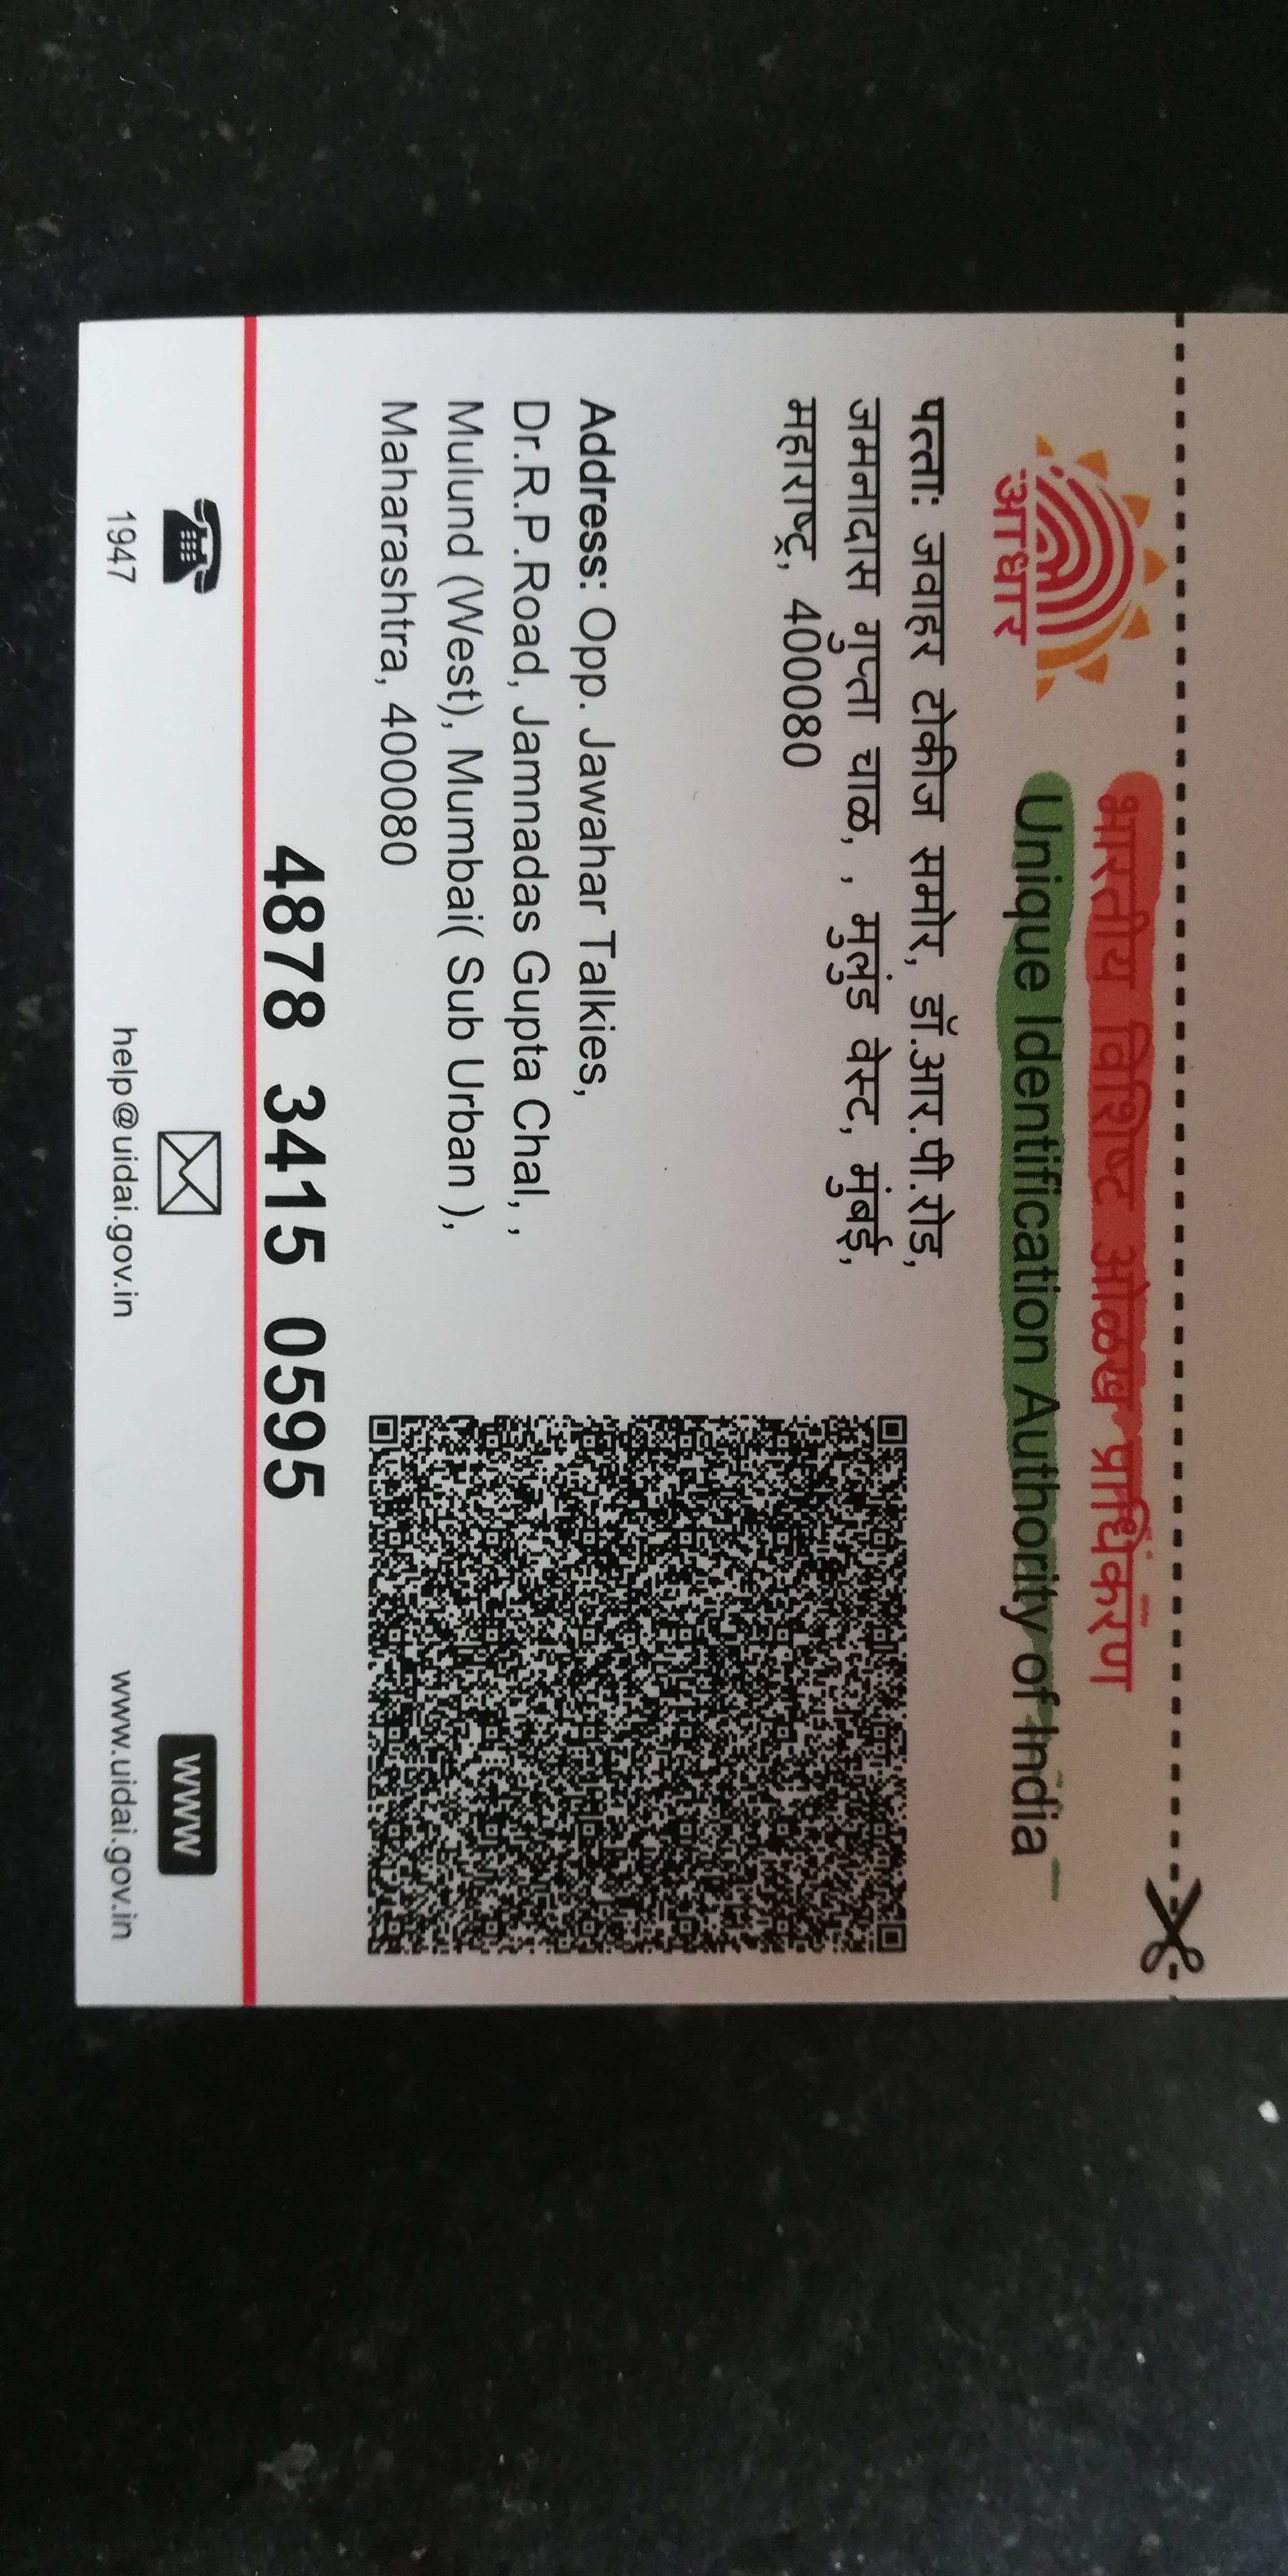 भारतीय विशिष्ट ओळख प्राधिकरण
Unique Identification Authority of India
आधार
पत्ताः जवाहर टोकीज समोर, डॉ.आर.पी.रोड,
जमनादास गुप्ता चाळ, , मुलुंड वेस्ट, मुंबई,
महाराष्ट्र, 400080
Address: Opp. Jawahar Talkies,
Dr.R.P.Road, Jamnadas Gupta Chal, ,
Mulund (West), Mumbai( Sub Urban ),
Maharashtra, 400080
4878 3415 0595
WWW
1947
help@uidai.gov.in
www.uidai.gov.in